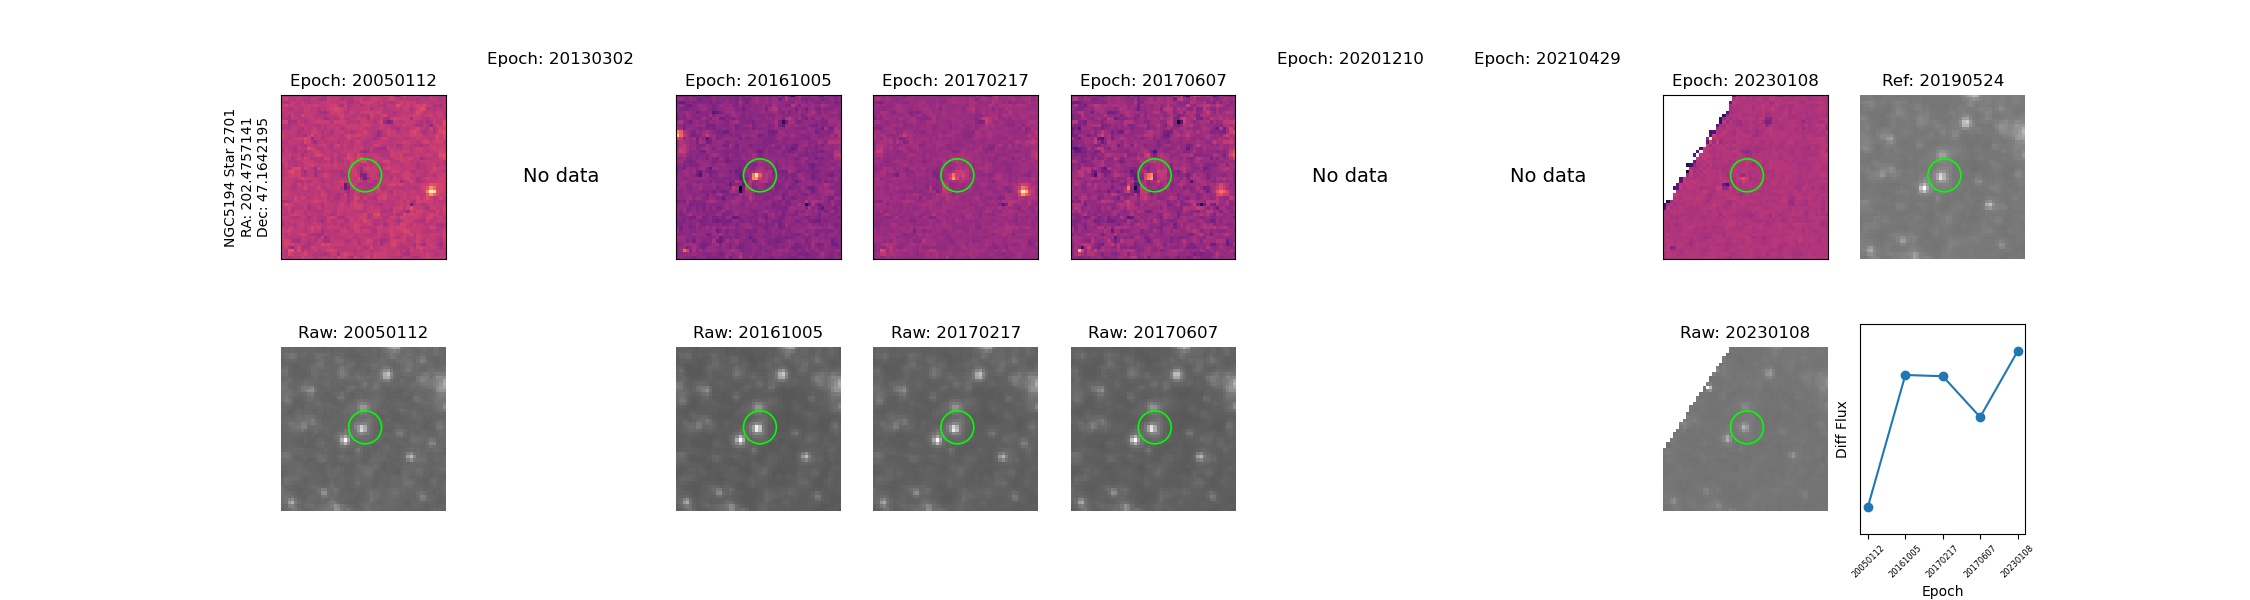 Epoch: 20130302
Epoch: 20201210
Epoch: 20210429
Epoch: 20050112
Epoch: 20161005
Epoch: 20170217
Epoch: 20170607
Epoch: 20230108
Ref: 20190524
NGC5194 Star 2701
RA: 202.4757141
Dec: 47.1642195
No data
No data
No data
Raw: 20050112
Raw: 20161005
Raw: 20170217
Raw: 20170607
Raw: 20230108
Diff Flux
20050112
20161005
20170217
20170607
20230108
Epoch